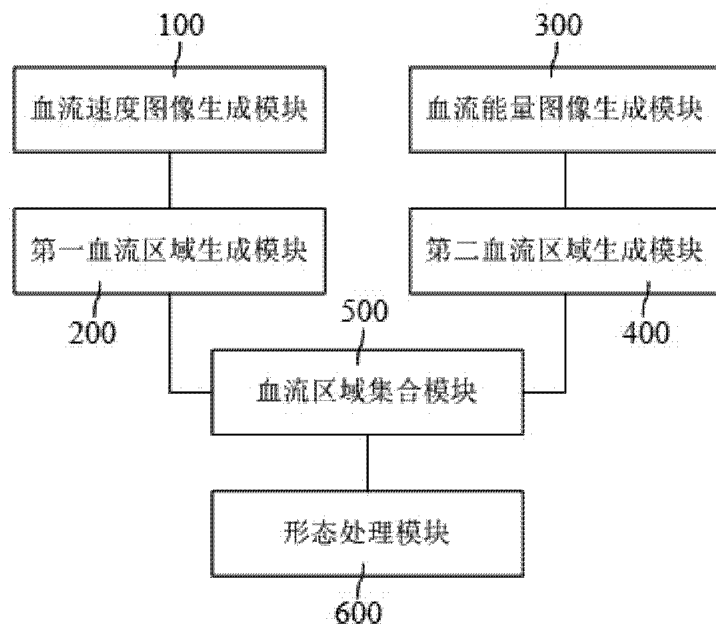 100
300
血流速度图像生成模块
血流能量图像生成模块
第一血流区域生成模块
第二血流区域生成模块
200
500
400
血流区域集合模块
形态处理模块
600